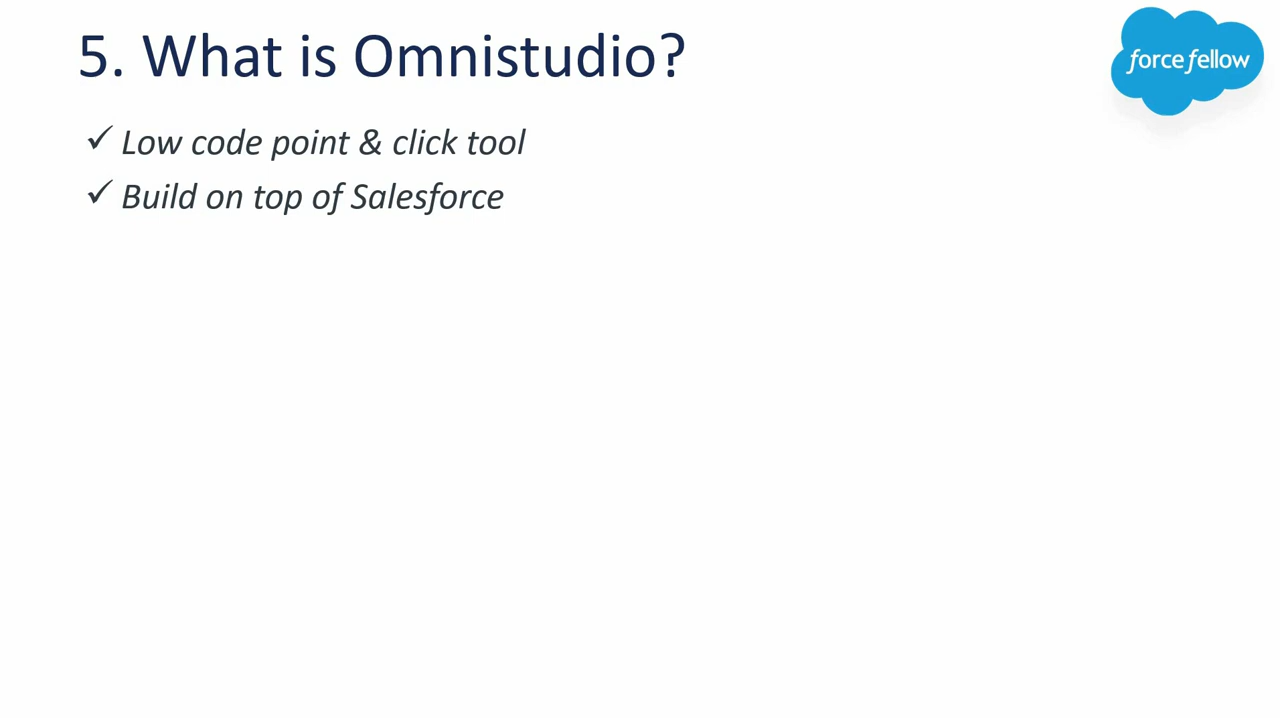 5. What is Omnistudio?
force fellow
✓ Low code point & click tool
✓ Build on top of Salesforce